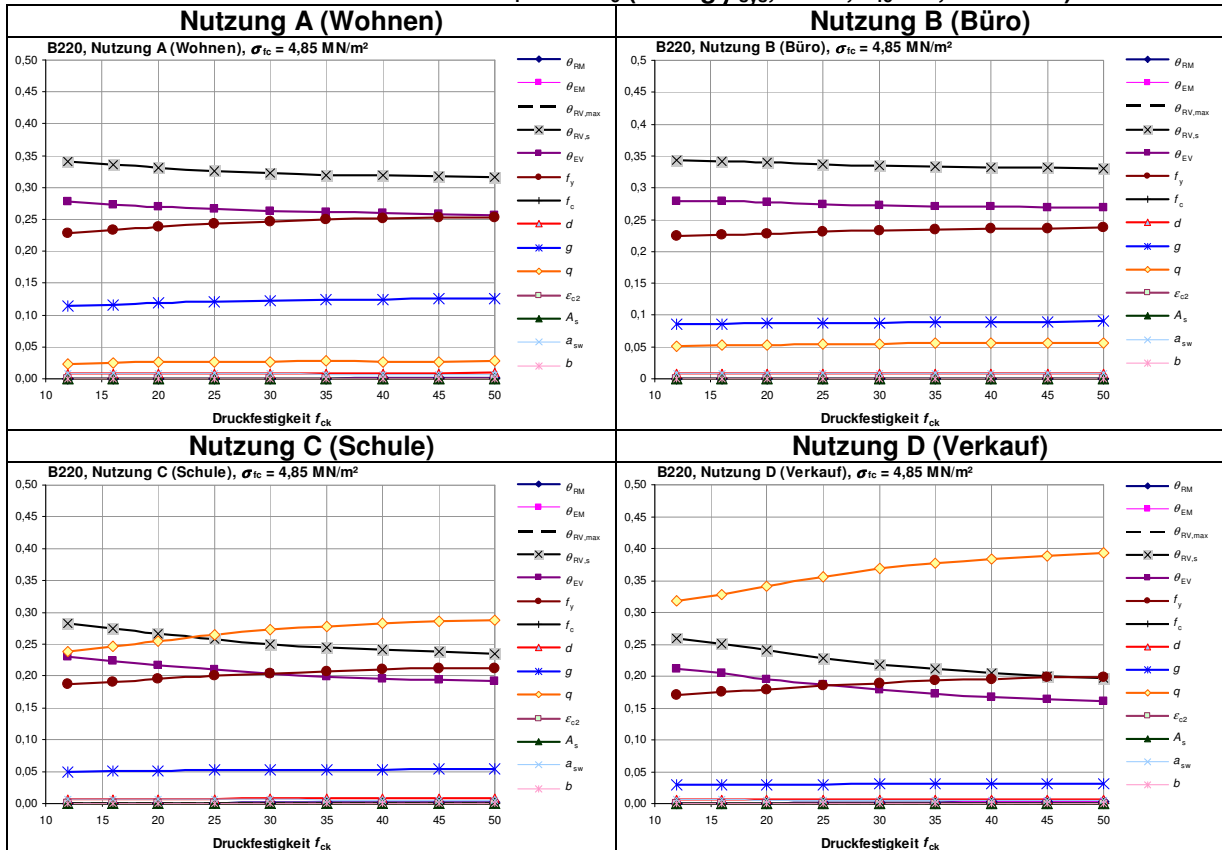 Nutzung A (Wohnen)
B220, Nutzung A (Wohnen), σfc = 4,85 MN/m²
0,50
0,45
0,40
0,35
0,30
0,25
0,20
0,15
0,10
0,05
0,00
10 15 20 25 30 35 40 45 50
Druckfestigkeit fck
θRM
θEM
θRV,max
θRV,s
θEV
fy
fc
d
g
q
εc2
As
asw
b
Nutzung B (Büro)
B220, Nutzung B (Büro), σfc = 4,85 MN/m²
0,5
0,45
0,4
0,35
0,3
0,25
0,2
0,15
0,1
0,05
0
10 15 20 25 30 35 40 45 50
Druckfestigkeit fck
θRM
θEM
θRV,max
θRV,s
θEV
fy
fc
d
g
q
εc2
As
asw
b
Nutzung C (Schule)
B220, Nutzung C (Schule), σfc = 4,85 MN/m²
0,50
0,45
0,40
0,35
0,30
0,25
0,20
0,15
0,10
0,05
0,00
10 15 20 25 30 35 40 45 50
Druckfestigkeit fck
θRM
θEM
θRV,max
θRV,s
θEV
fy
fc
d
g
q
εc2
As
asw
b
Nutzung D (Verkauf)
B220, Nutzung D (Verkauf), σfc = 4,85 MN/m²
0,50
0,45
0,40
0,35
0,30
0,25
0,20
0,15
0,10
0,05
0,00
10 15 20 25 30 35 40 45 50
Druckfestigkeit fck
θRM
θEM
θRV,max
θRV,s
θEV
fy
fc
d
g
q
εc2
As
asw
b